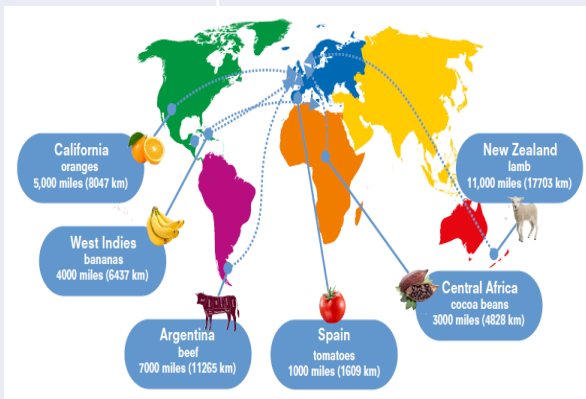 California
oranges
5,000 miles (8047 km)
New Zealand
lamb
11,000 miles (17703 km)
West Indies
bananas
4000 miles (6437 km)
Central Africa
cocoa beans
3000 miles (4828 km)
Argentina
beef
7000 miles (11265 km)
Spain
tomatoes
1000 miles (1609 km)